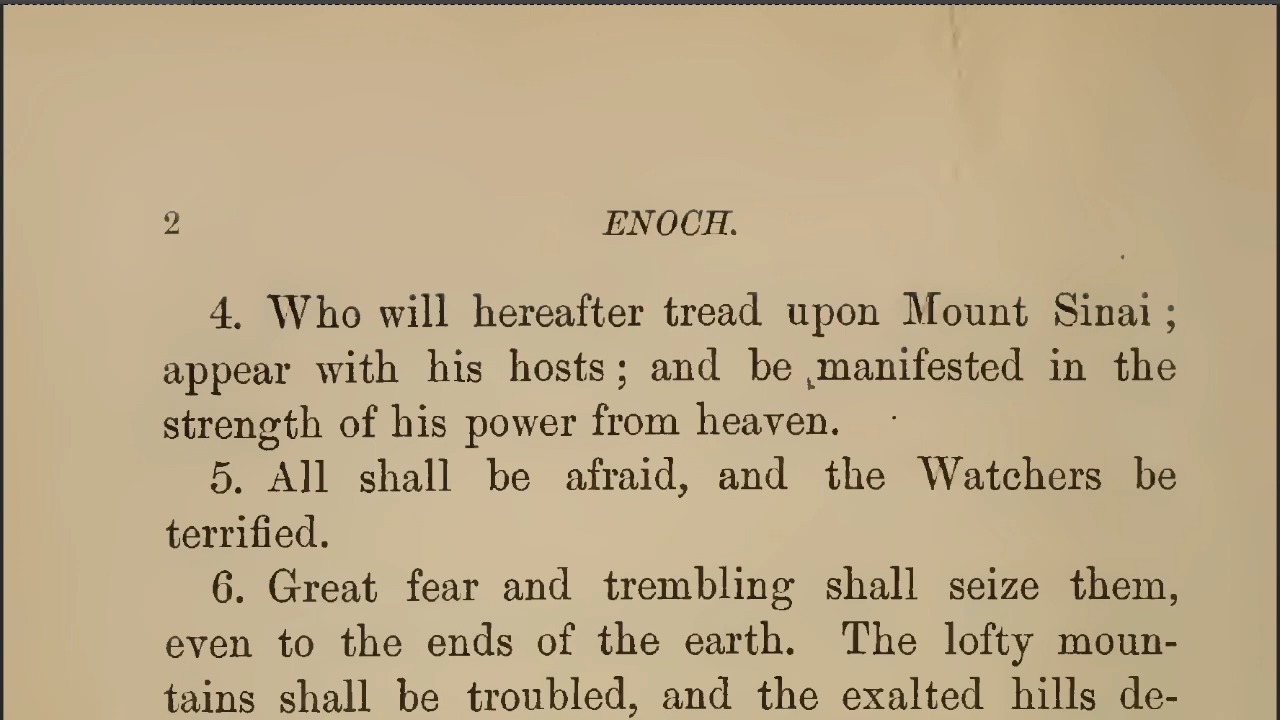 2
ENOCH.
4. Who will hereafter tread upon Mount Sinai ;
appear with his hosts ; and be manifested in the
strength of his power from heaven.
5. All shall be afraid, and the Watchers be
terrified.
6. Great fear and trembling shall seize them,
even to the ends of the earth. The lofty moun-
tains shall be troubled, and the exalted hills de-